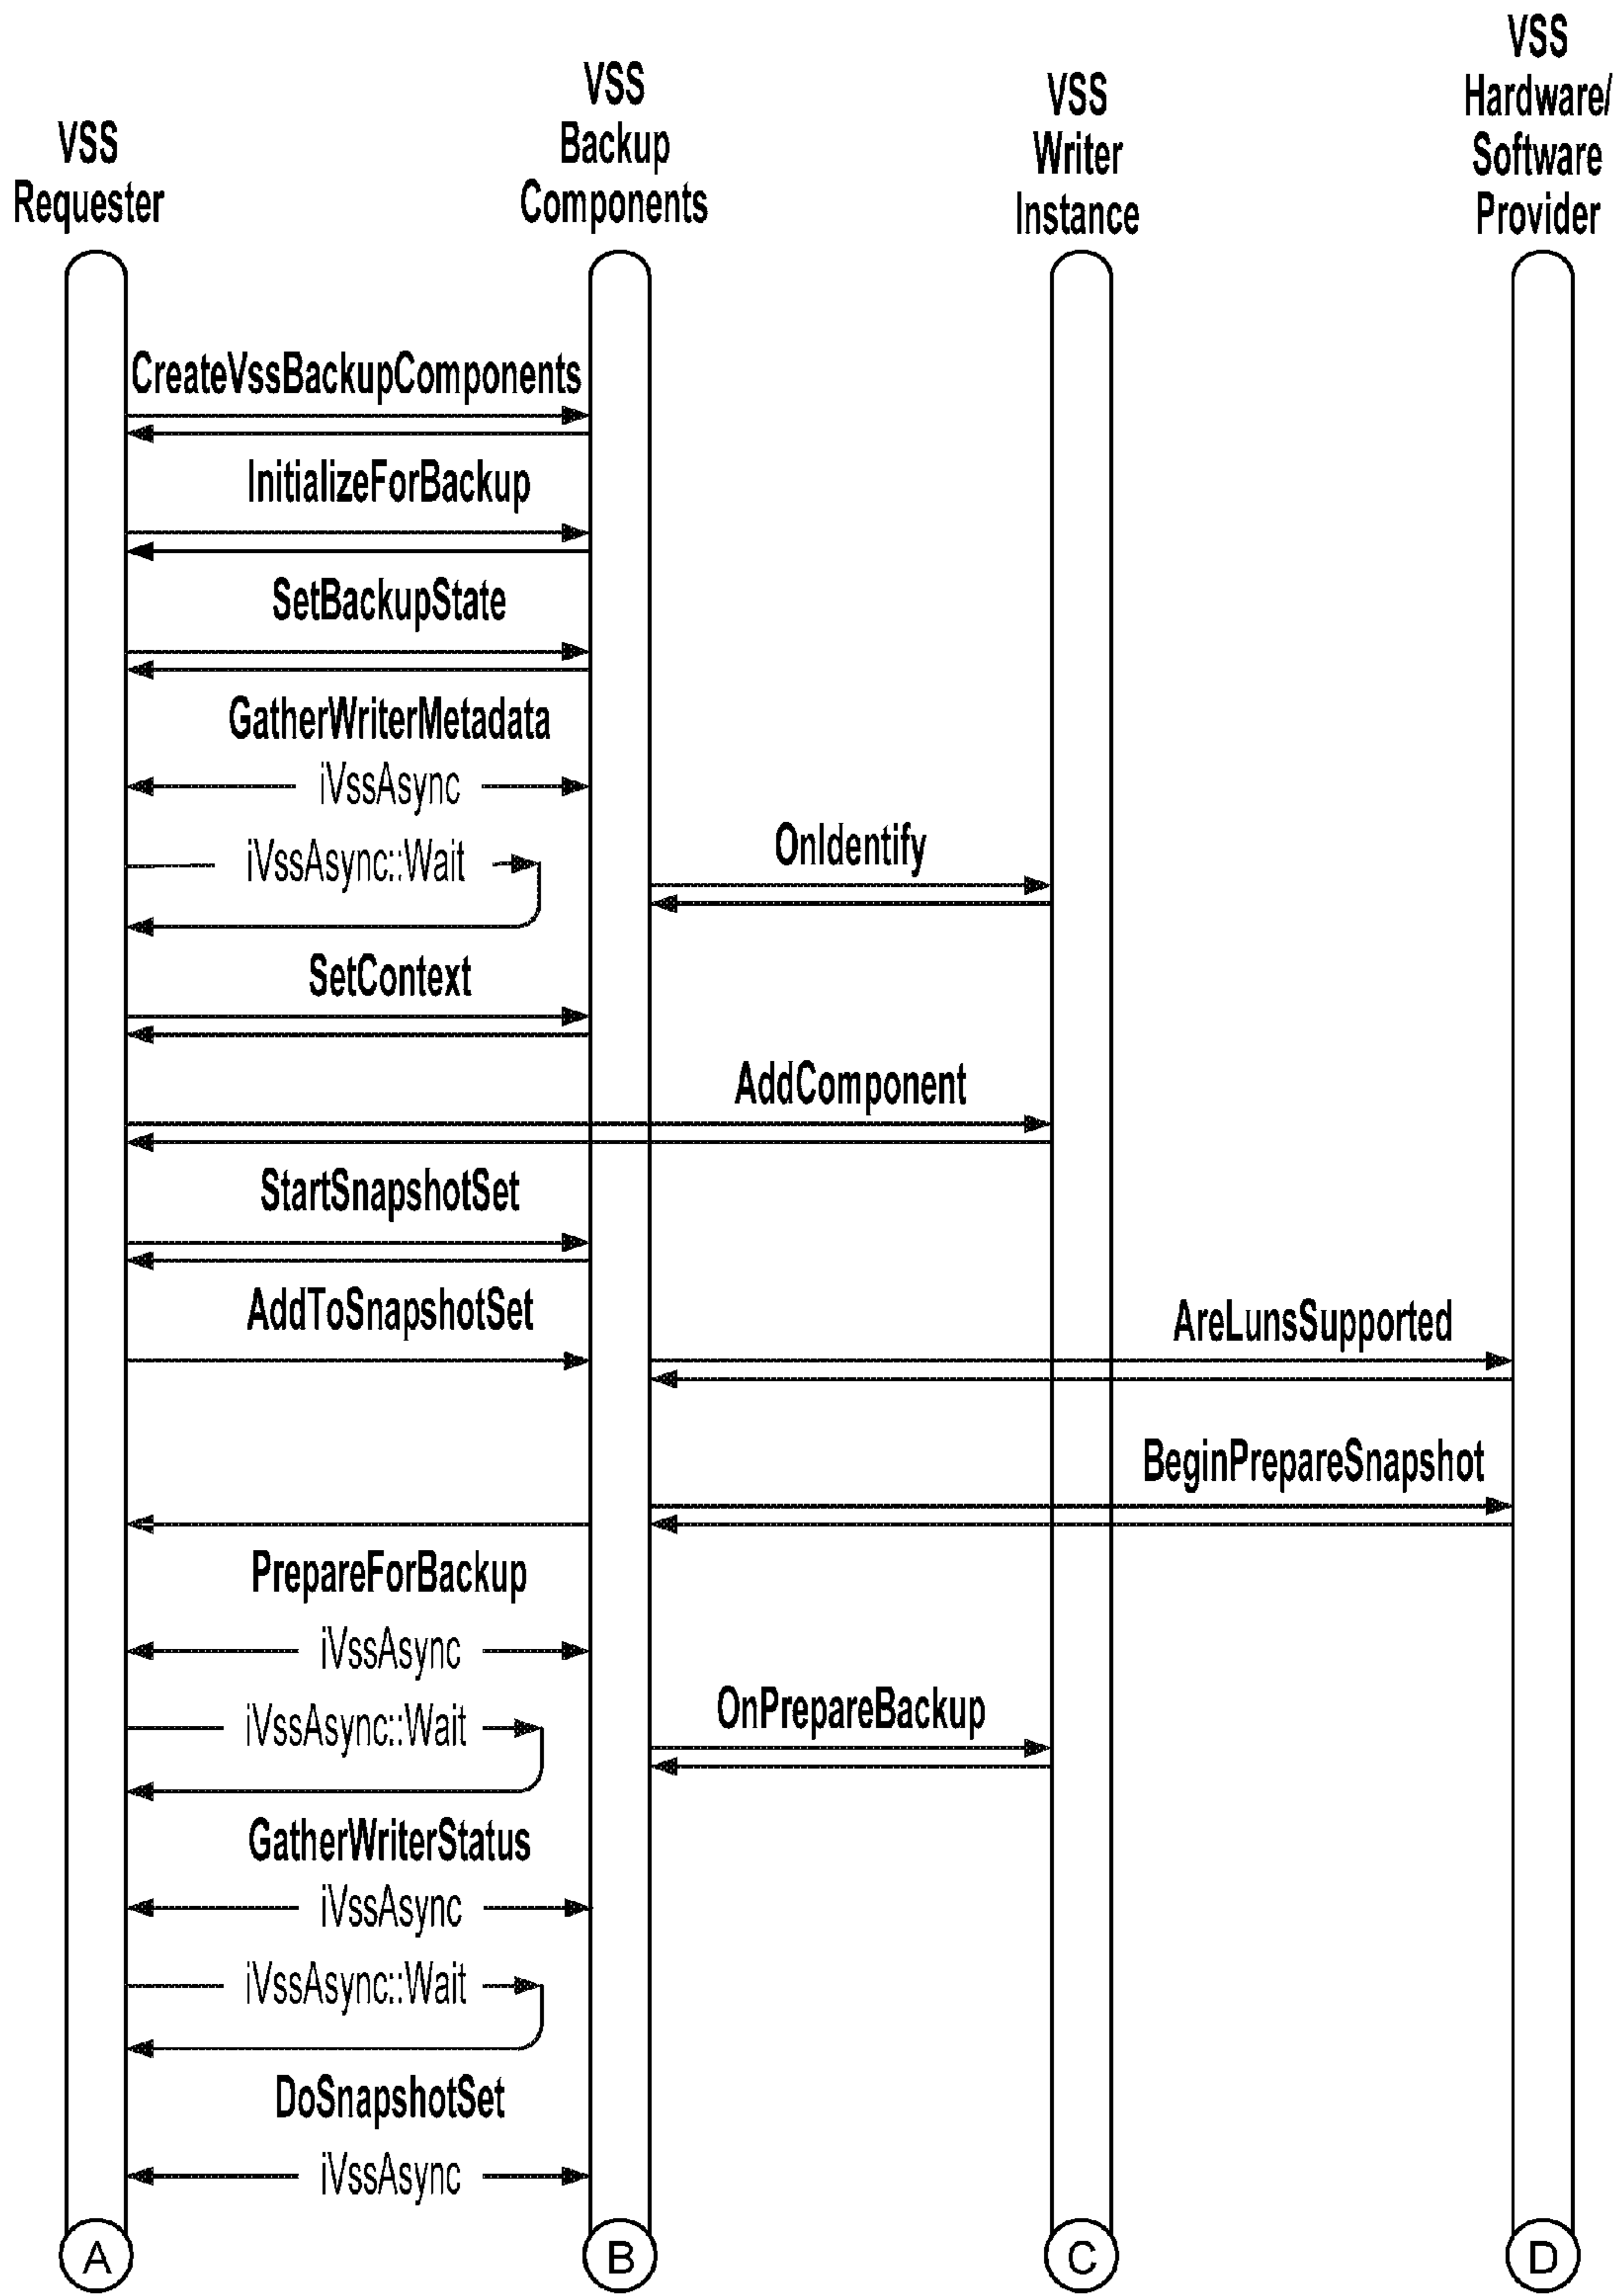 VSS
Requester
VSS
Backup
Components
VSS
Writer
Instance
VSS
Hardware/
Software
Provider
CreateVssBackupComponents
InitializeForBackup
SetBackupState
GatherWriterMetadata
iVssAsync
iVssAsync::Wait
OnIdentify
SetContext
AddComponent
StartSnapshotSet
AddToSnapshotSet
AreLunsSupported
BeginPrepareSnapshot
PrepareForBackup
iVssAsync
iVssAsync::Wait
OnPrepareBackup
GatherWriterStatus
iVssAsync
iVssAsync::Wait
DoSnapshotSet
iVssAsync
A
B
C
D